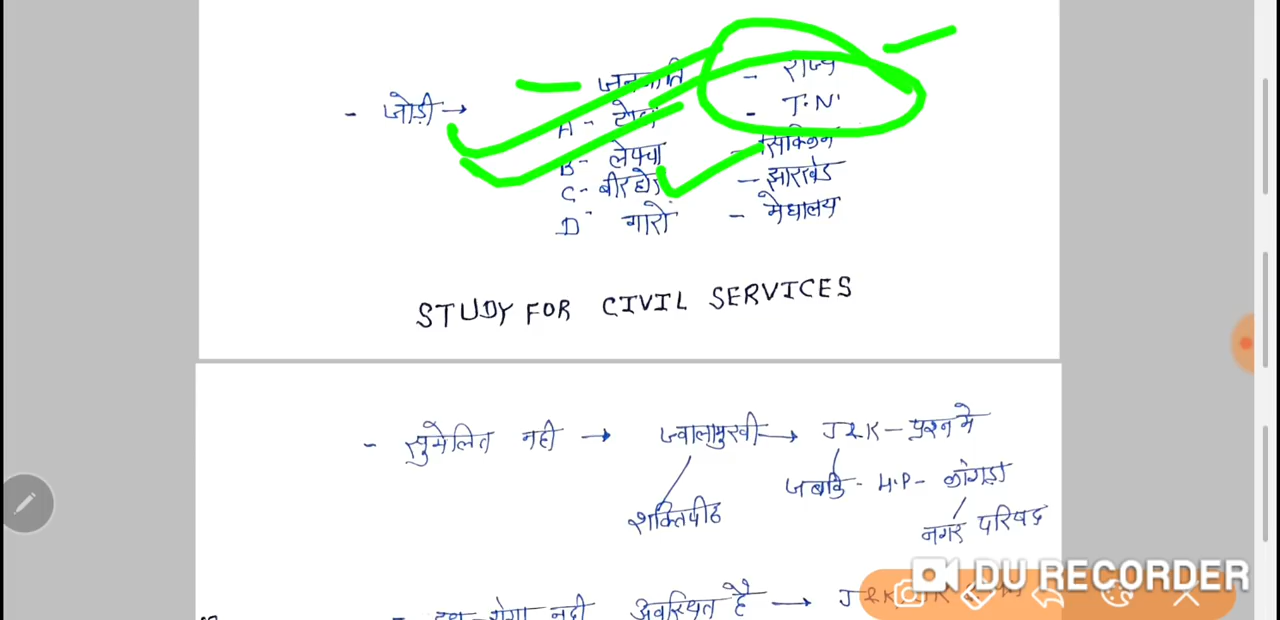 जनजाति - राज्य
- जोड़ी →
A - टोडा - T.N.
B - लेप्चा - सिक्किम
C - बीरहोर - झारखंड
D - गारो - मेघालय
STUDY FOR CIVIL SERVICES
- सुमेलित नही → ज्वालामुखी → J&K - प्रश्न मे
जबकि - H.P - कांगड़ा
शक्तिपीठ
नगर परिषद
DU RECORDER
नही अवस्थित है → J&K